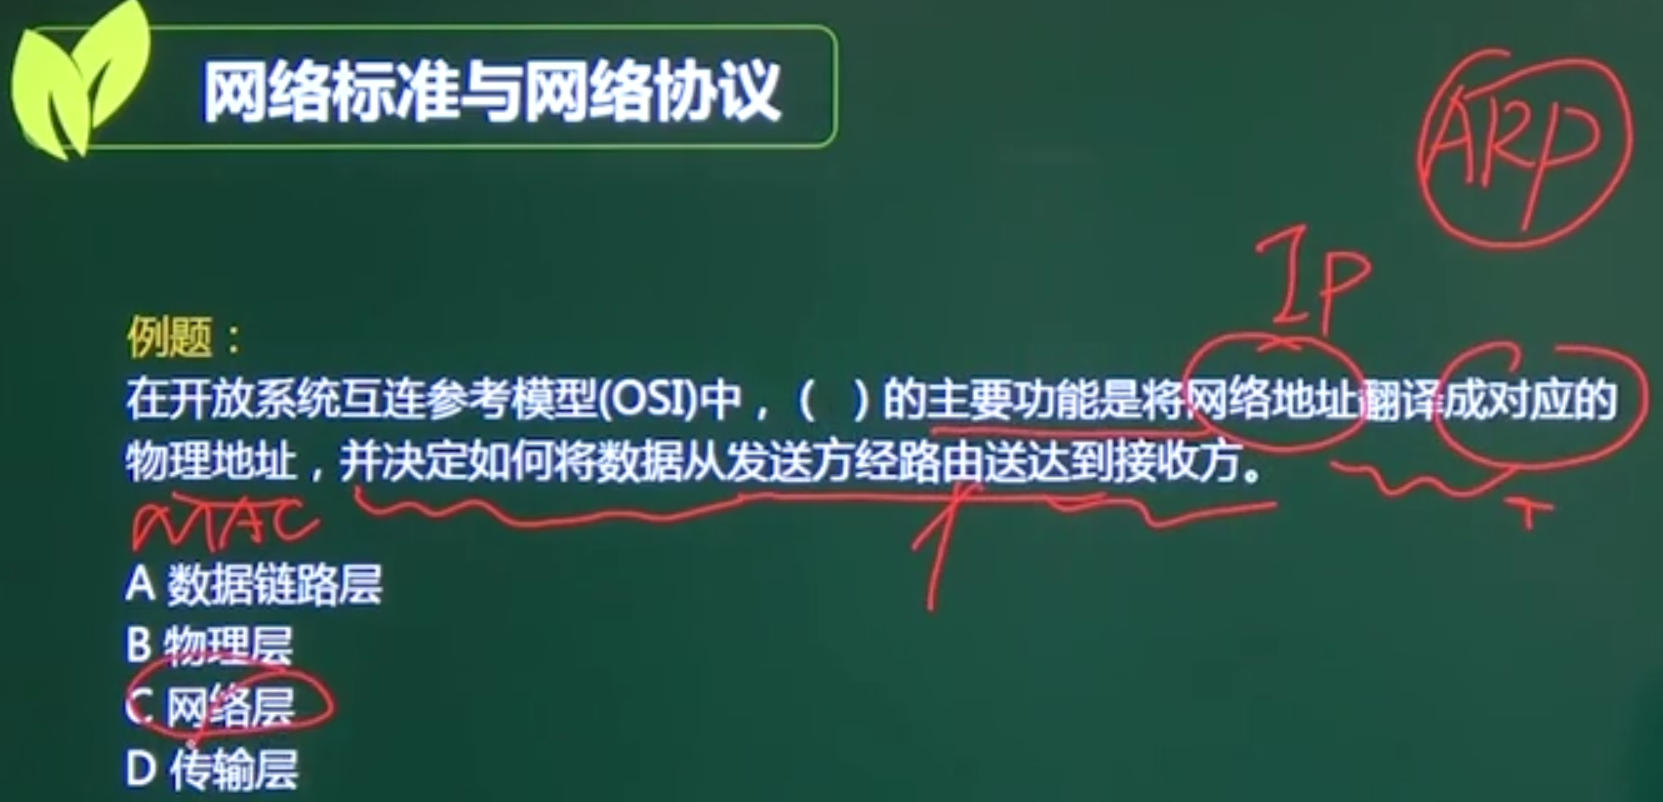 网络标准与网络协议
ARP
IP
例题：
在开放系统互连参考模型(OSI)中，（ ）的主要功能是将网络地址翻译成对应的
物理地址，并决定如何将数据从发送方经路由送达到接收方。
MAC
A 数据链路层
B 物理层
C 网络层
D 传输层